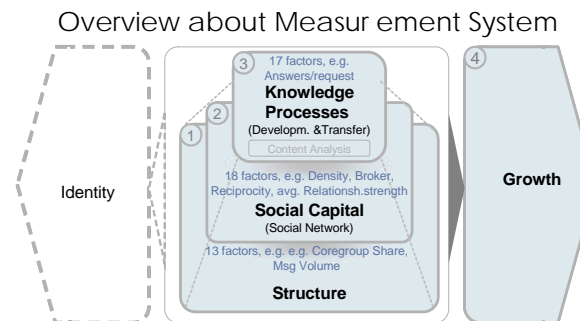 Overview about Measur ement System
3
17 factors, e.g.
Answers/request
Knowledge
Processes
(Developm. &Transfer)
Content Analysis
2
18 factors, e.g. Density, Broker,
Reciprocity, avg. Relationsh.strength
Social Capital
(Social Network)
1
13 factors, e.g. e.g. Coregroup Share,
Msg Volume
Structure
Identity
4
Growth